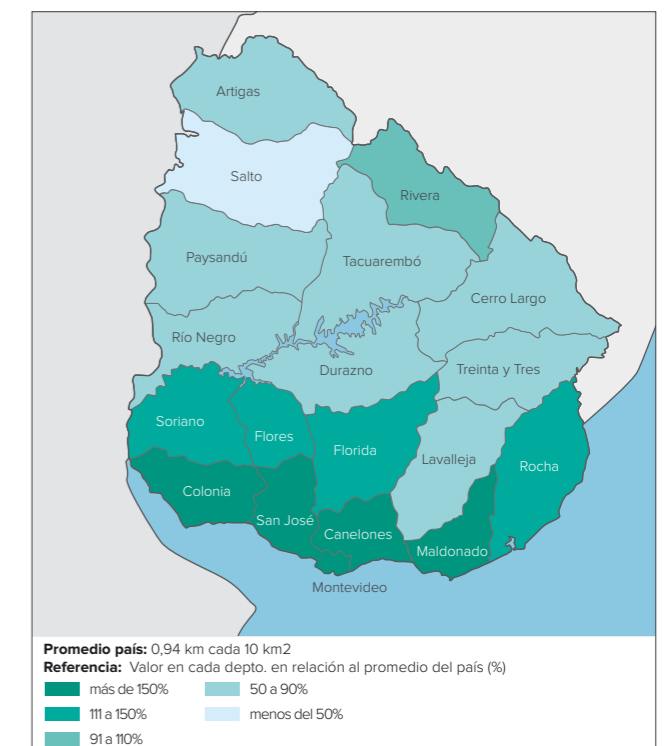 Artigas
Salto
Rivera
Paysandú
Tacuarembó
Cerro Largo
Río Negro
Durazno
Treinta y Tres
Soriano
Flores
Florida
Lavalleja
Rocha
Colonia
San José
Canelones
Maldonado
Montevideo
Promedio país: 0,94 km cada 10 km2
Referencia: Valor en cada depto. en relación al promedio del país (%)
más de 150%
50 a 90%
111 a 150%
menos del 50%
91 a 110%